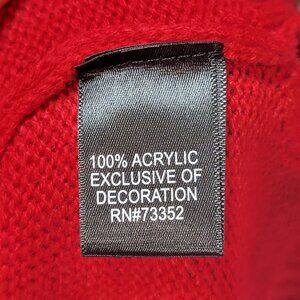 100% ACRYLIC
EXCLUSIVE OF
DECORATION
RN#73352